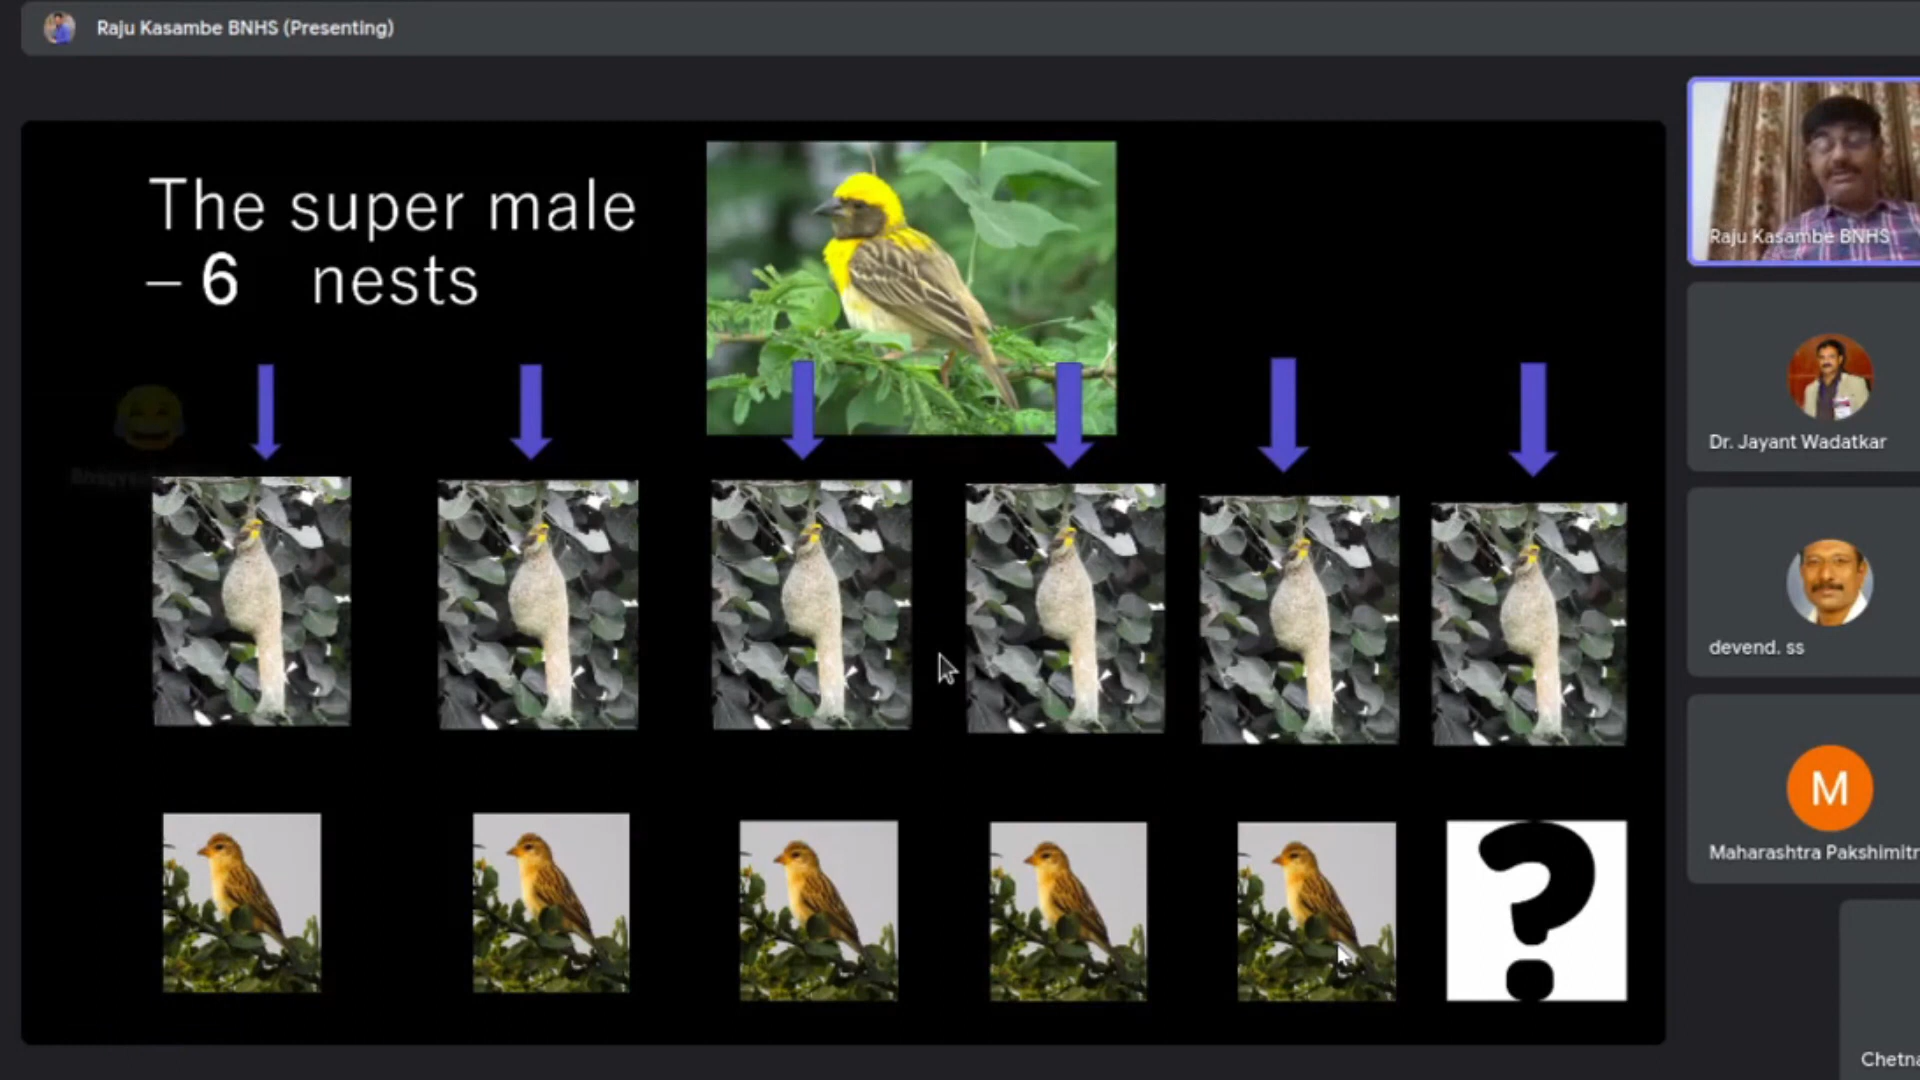 Raju Kasambe BNHS (Presenting)
The super male
– 6 nests
Raju Kasambe BNHS
Dr. Jayant Wadatkar
devend. ss
M
Maharashtra Pakshimitr
Chetna